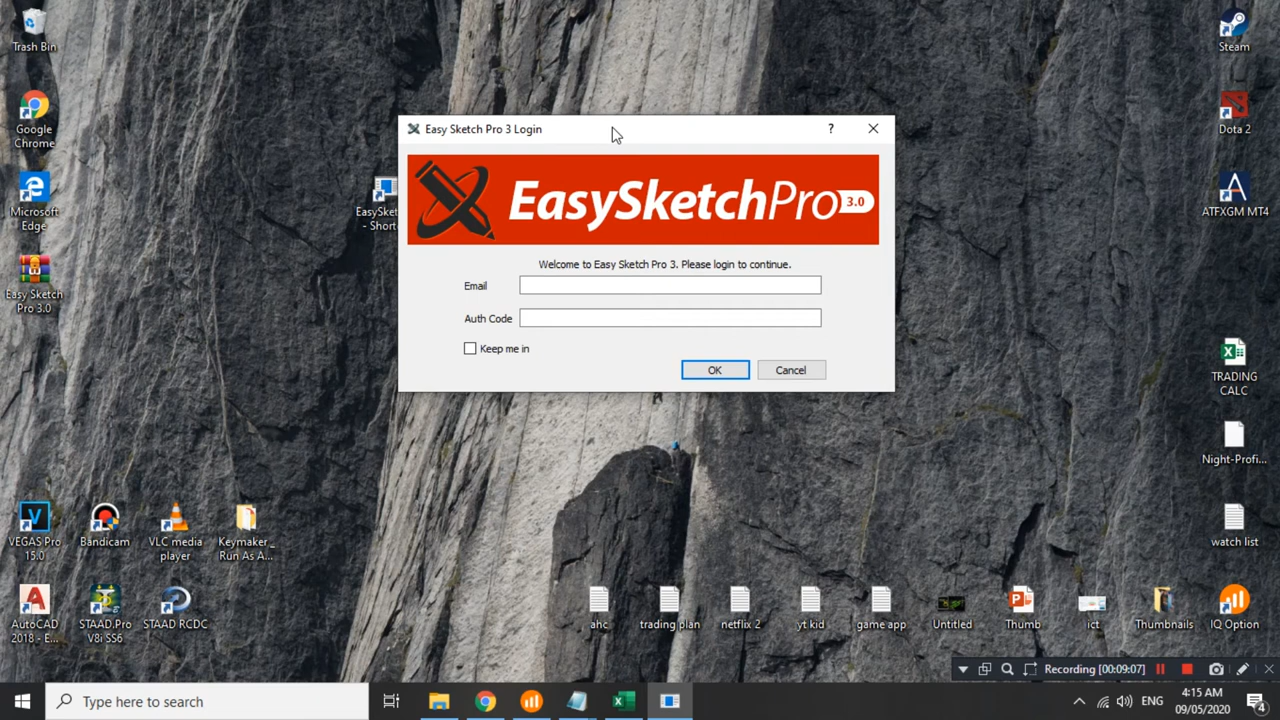 Trash Bin
Google
Chrome
Microsoft
Edge
Easy Sketch
Pro 3.0
EasySket
- Short
Easy Sketch Pro 3 Login
?
EasySketchPro 3.0
Welcome to Easy Sketch Pro 3. Please login to continue.
Email
Auth Code
Keep me in
OK
Cancel
Steam
Dota 2
ATFXGM MT4
TRADING
CALC
Night-Profi...
watch list
VEGAS Pro
15.0
Bandicam
VLC media
player
Keymaker_
Run As A...
AutoCAD
2018 - E...
STAAD.Pro
V8i SS6
STAAD RCDC
ahc
trading plan
netflix 2
yt kid
game app
Untitled
Thumb
ict
Thumbnails
IQ Option
Recording [00:09:07]
Type here to search
ENG
4:15 AM
09/05/2020
4